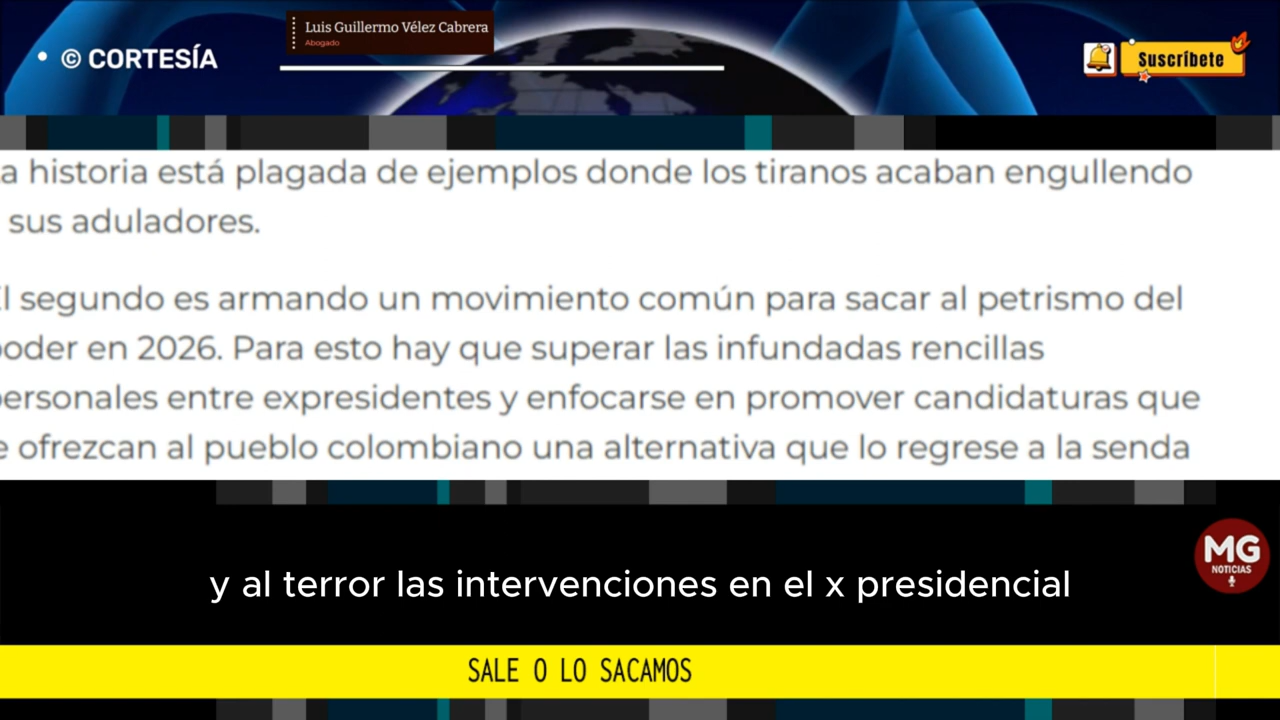 Luis Guillermo Vélez Cabrera
Abogado
© CORTESÍA
Suscríbete
a historia está plagada de ejemplos donde los tiranos acaban engullendo
sus aduladores.
l segundo es armando un movimiento común para sacar al petrismo del
oder en 2026. Para esto hay que superar las infundadas rencillas
ersonales entre expresidentes y enfocarse en promover candidaturas que
e ofrezcan al pueblo colombiano una alternativa que lo regrese a la senda
MG
NOTICIAS
y al terror las intervenciones en el x presidencial
SALE O LO SACAMOS